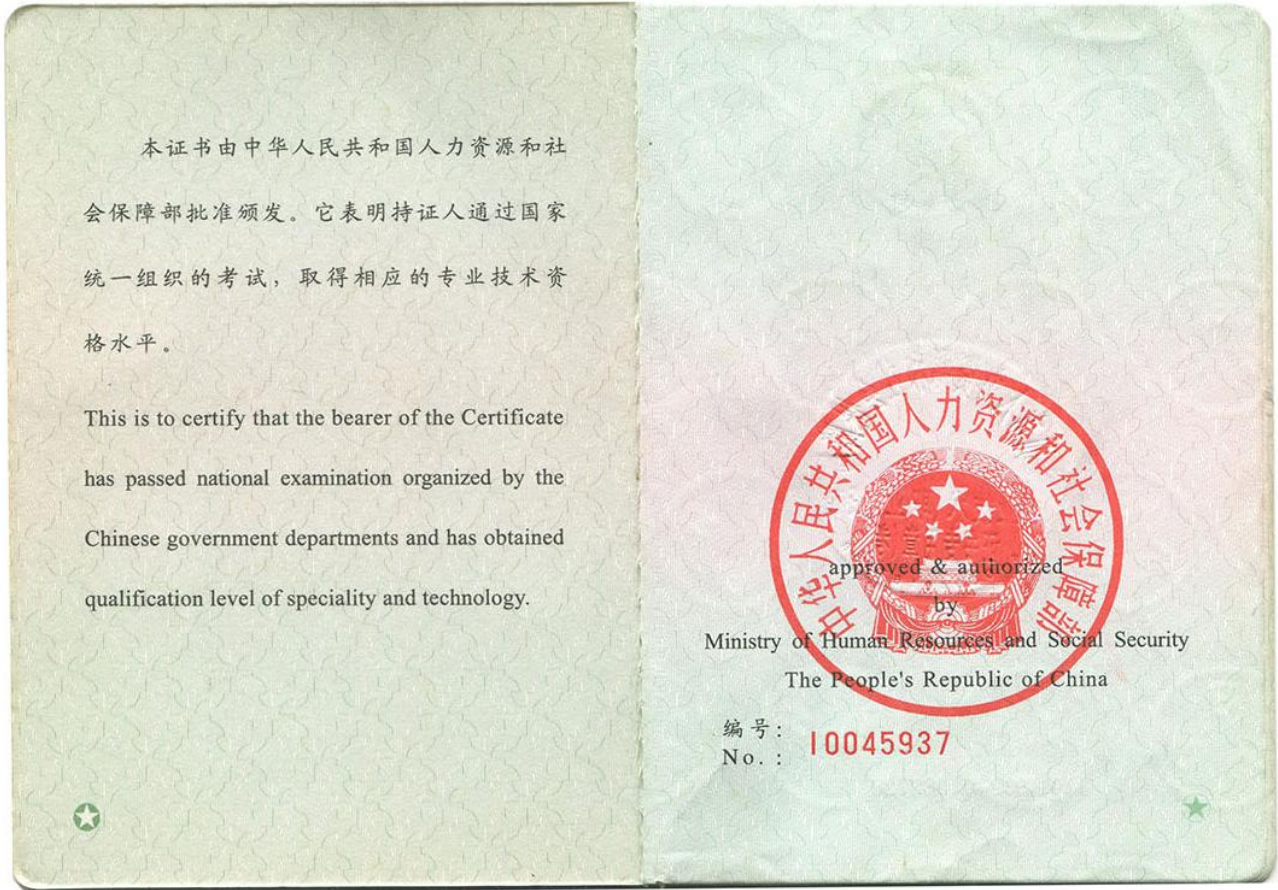 本证书由中华人民共和国人力资源和社
会保障部批准颁发。它表明持证人通过国家
统一组织的考试，取得相应的专业技术资
格水平。
This is to certify that the bearer of the Certificate
has passed national examination organized by the
Chinese government departments and has obtained
qualification level of speciality and technology.
中华人民共和国人力资源和社会保障部
approved & authorized
by
Ministry of Human Resources and Social Security
The People's Republic of China
编号：
No. :
10045937